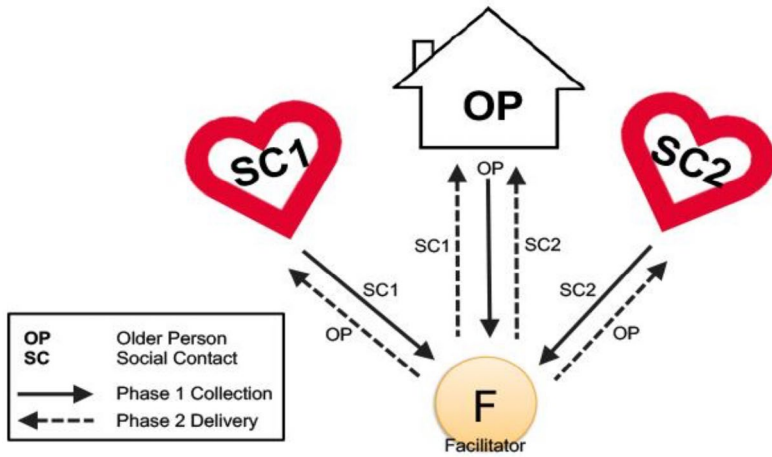 OP
SC1
SC2
OP
SC1
SC2
SC1
OP
SC2
OP
OP Older Person
SC Social Contact
Phase 1 Collection
Phase 2 Delivery
F
Facilitator